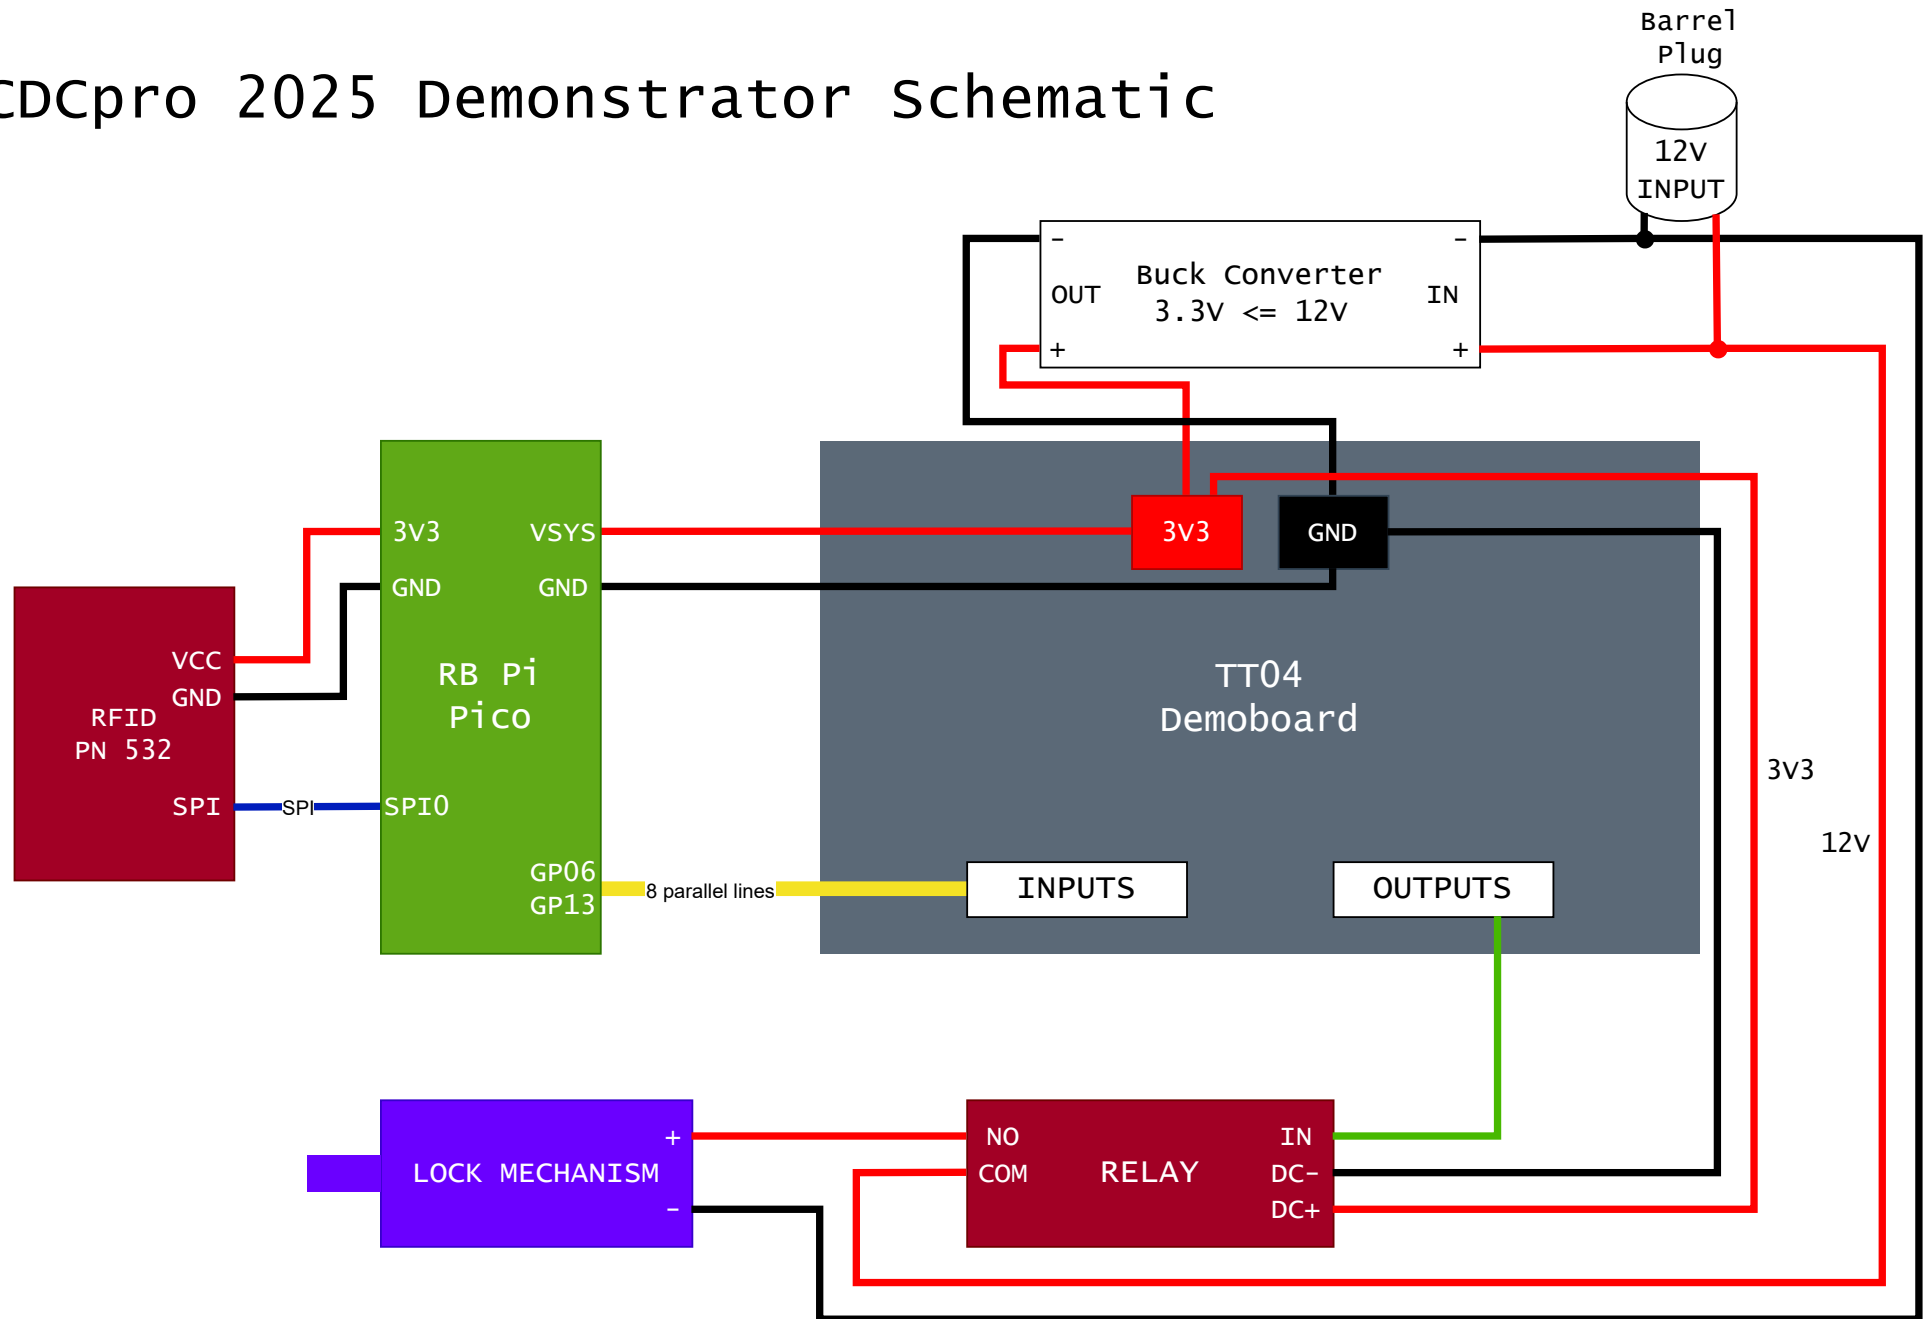 Barrel
Plug
CDCpro 2025 Demonstrator Schematic
12V
INPUT
- -
Buck Converter
OUT IN
3.3V <= 12V
+ +
3V3 VSYS 3V3 GND
GND GND
VCC
GND
RFID
PN 532
SPI
RB Pi
Pico
TT04
Demoboard
3V3
12V
SPI
SPI0
GP06
GP13
8 parallel lines
INPUTS OUTPUTS
+
LOCK MECHANISM
-
NO IN
COM RELAY DC-
DC+